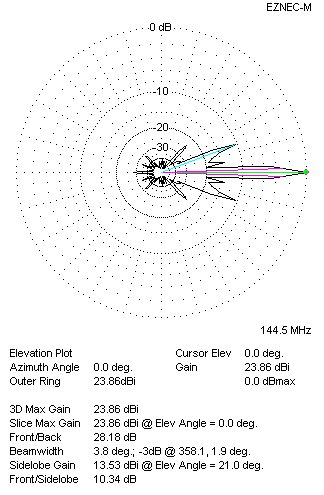 EZNEC-M
0 dB
-10
-20
-30
144.5 MHz
Elevation Plot Cursor Elev 0.0 deg.
Azimuth Angle 0.0 deg. Gain 23.86 dBi
Outer Ring 23.86dBi 0.0 dBmax
3D Max Gain 23.86 dBi
Slice Max Gain 23.86 dBi @ Elev Angle = 0.0 deg.
Front/Back 28.18 dB
Beamwidth 3.8 deg.; -3dB @ 358.1, 1.9 deg.
Sidelobe Gain 13.53 dBi @ Elev Angle = 21.0 deg.
Front/Sidelobe 10.34 dB